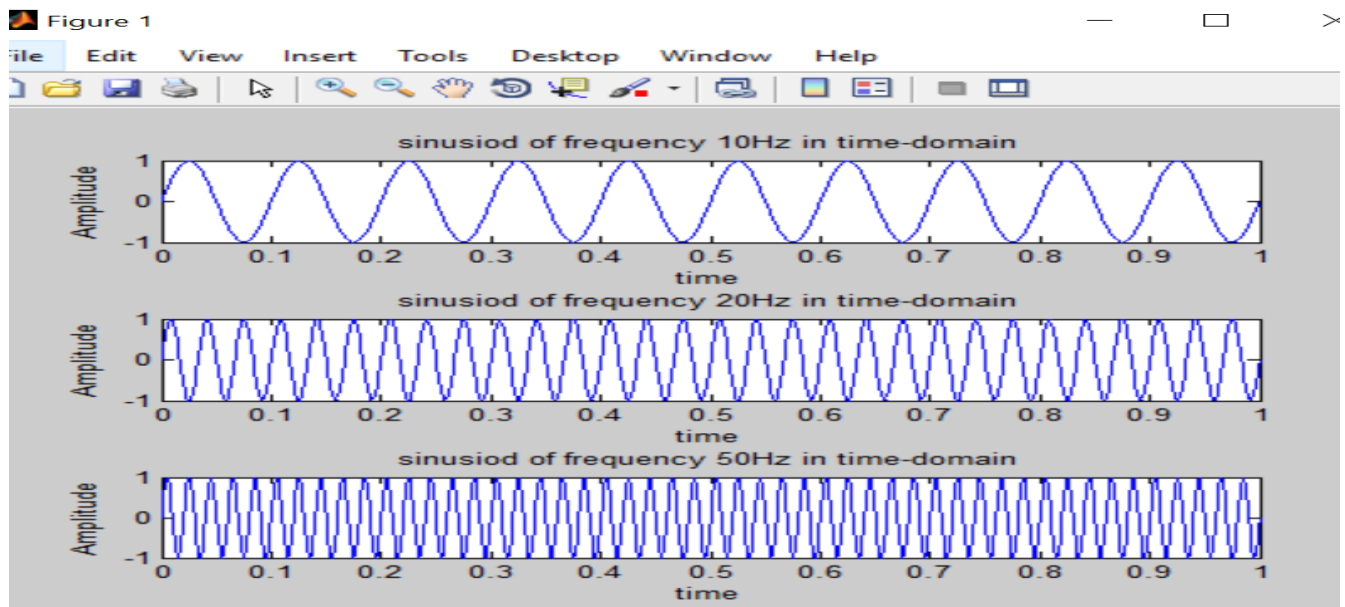 Figure 1
File Edit View Insert Tools Desktop Window Help
sinusiod of frequency 10Hz in time-domain
Amplitude
1
0
-1
0 0.1 0.2 0.3 0.4 0.5 0.6 0.7 0.8 0.9 1
time
sinusiod of frequency 20Hz in time-domain
Amplitude
1
0
-1
0 0.1 0.2 0.3 0.4 0.5 0.6 0.7 0.8 0.9 1
time
sinusiod of frequency 50Hz in time-domain
Amplitude
1
0
-1
0 0.1 0.2 0.3 0.4 0.5 0.6 0.7 0.8 0.9 1
time